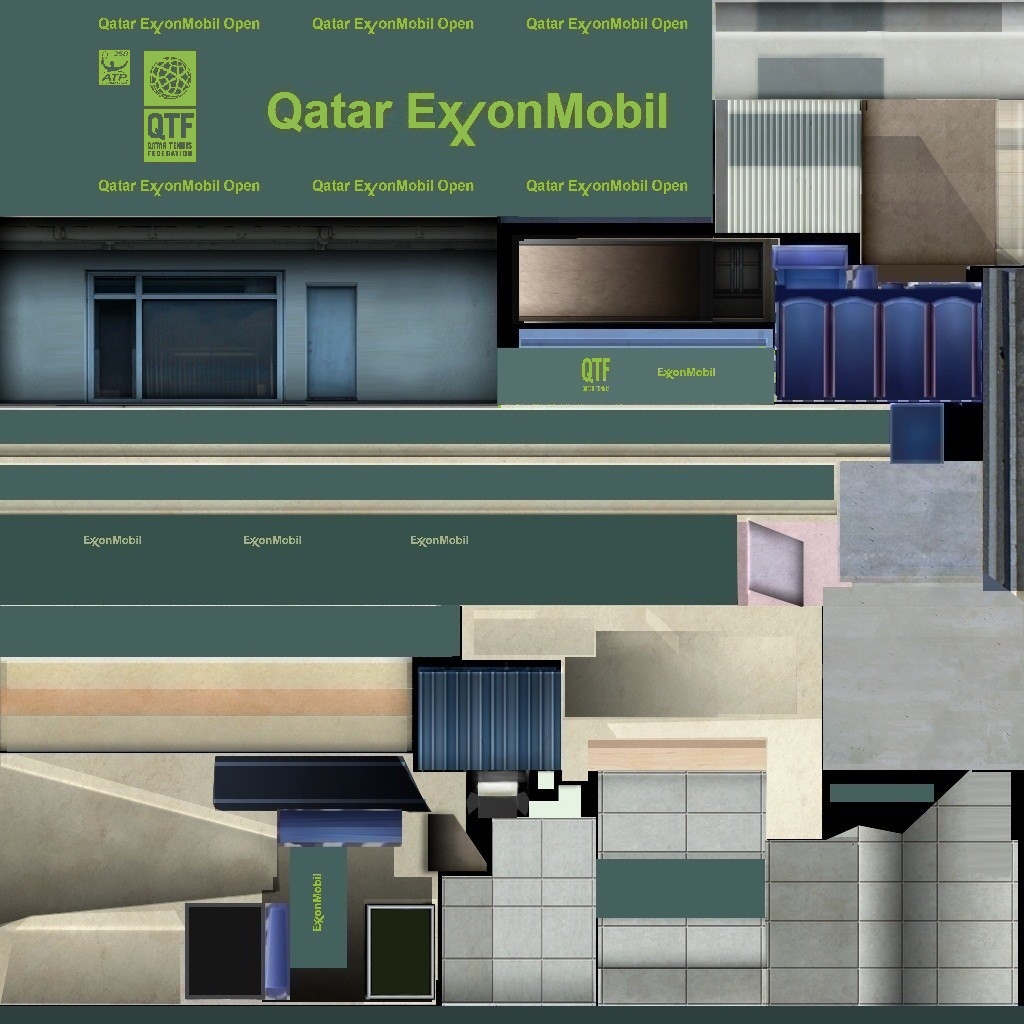 Qatar ExxonMobil Open Qatar ExxonMobil Open Qatar ExxonMobil Open
250
ATP
QTF
QATAR TENNIS
FEDERATION
Qatar ExxonMobil
Qatar ExxonMobil Open Qatar ExxonMobil Open Qatar ExxonMobil Open
QTF
ExxonMobil
ExxonMobil ExxonMobil ExxonMobil
ExxonMobil